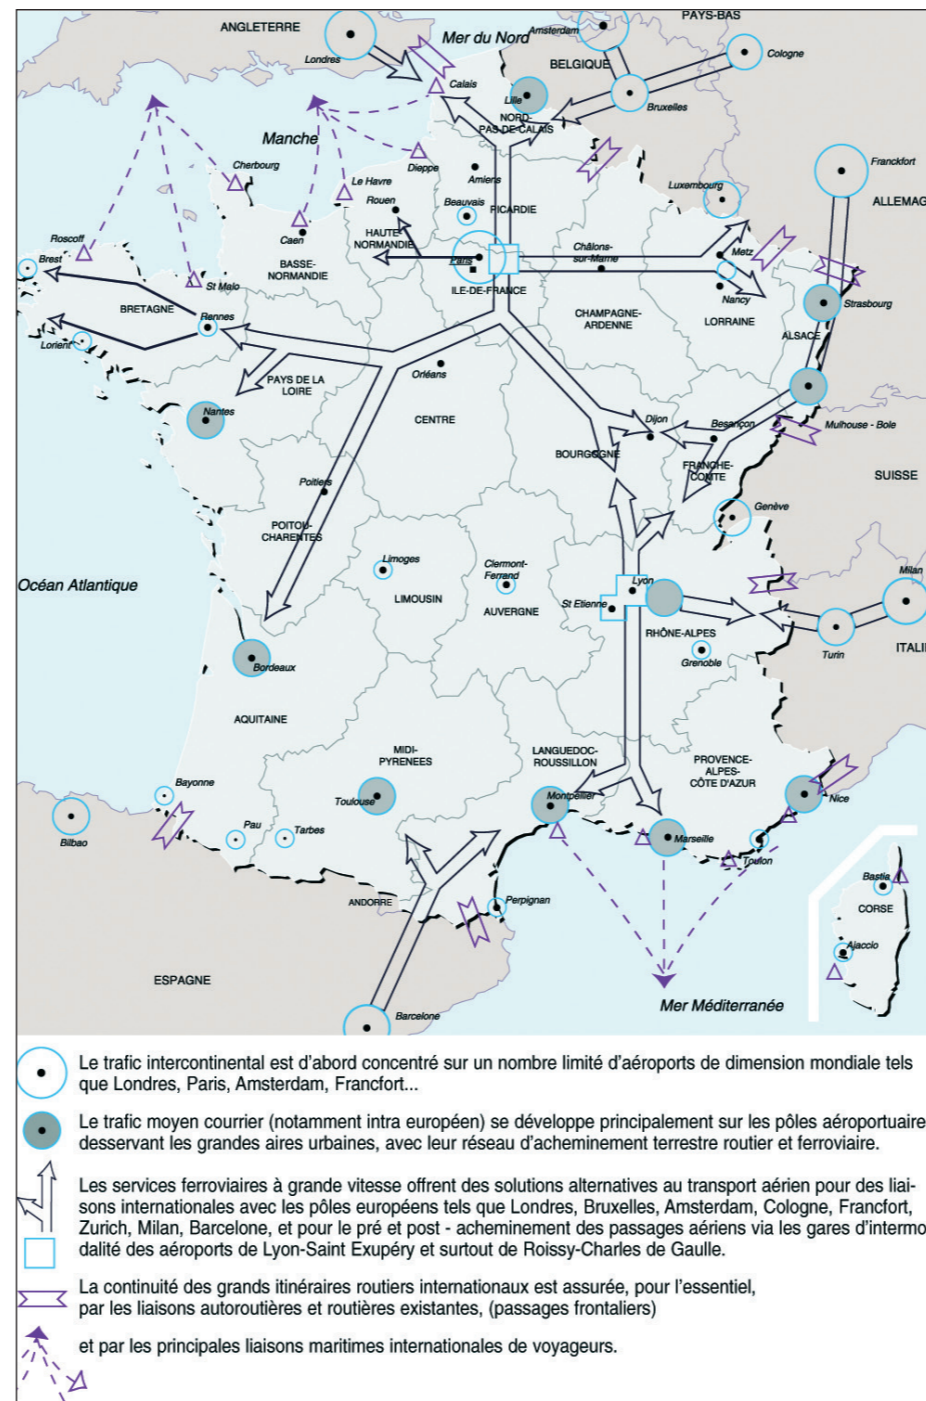 PAYS-BAS
ANGLETERRE
Amsterdam
Mer du Nord
Londres
Cologne
BELGIQUE
Calais
Lille
Bruxelles
NORD-
PAS-DE-CALAIS
Manche
Franckfort
Cherbourg
Dieppe
Amiens
Le Havre
Luxembourg
Rouen
Beauvais
ALLEMAG
PICARDIE
Roscoff
Caen
HAUTE
NORMANDIE
Châlons-
sur-Marne
Metz
Brest
BASSE-
NORMANDIE
Paris
St Malo
ILE-DE-FRANCE
Nancy
Strasbourg
BRETAGNE
Rennes
CHAMPAGNE-
ARDENNE
LORRAINE
ALSACE
Lorient
Orléans
PAYS DE LA
LOIRE
Nantes
CENTRE
Dijon
Besançon
Mulhouse - Bole
BOURGOGNE
FRANCHE-
COMTE
SUISSE
Poitiers
Genève
POITOU-
CHARENTES
Océan Atlantique
Limoges
Clermont-
Ferrand
Lyon
Milan
LIMOUSIN
AUVERGNE
St Etienne
RHÔNE-ALPES
Turin
ITALI
Grenoble
Bordeaux
AQUITAINE
MIDI-
PYRENEES
LANGUEDOC-
ROUSSILLON
PROVENCE-
ALPES-
CÔTE D'AZUR
Bayonne
Toulouse
Montpellier
Nice
Bilbao
Pau
Tarbes
Marseille
Toulon
Bastia
ANDORRE
Perpignan
CORSE
Ajaccio
ESPAGNE
Mer Méditerranée
Barcelone
Le trafic intercontinental est d'abord concentré sur un nombre limité d'aéroports de dimension mondiale tels
que Londres, Paris, Amsterdam, Francfort...
Le trafic moyen courrier (notamment intra européen) se développe principalement sur les pôles aéroportuaire
desservant les grandes aires urbaines, avec leur réseau d'acheminement terrestre routier et ferroviaire.
Les services ferroviaires à grande vitesse offrent des solutions alternatives au transport aérien pour des liai-
sons internationales avec les pôles européens tels que Londres, Bruxelles, Amsterdam, Cologne, Francfort,
Zurich, Milan, Barcelone, et pour le pré et post - acheminement des passages aériens via les gares d'intermo
dalité des aéroports de Lyon-Saint Exupéry et surtout de Roissy-Charles de Gaulle.
La continuité des grands itinéraires routiers internationaux est assurée, pour l'essentiel,
par les liaisons autoroutières et routières existantes, (passages frontaliers)
et par les principales liaisons maritimes internationales de voyageurs.